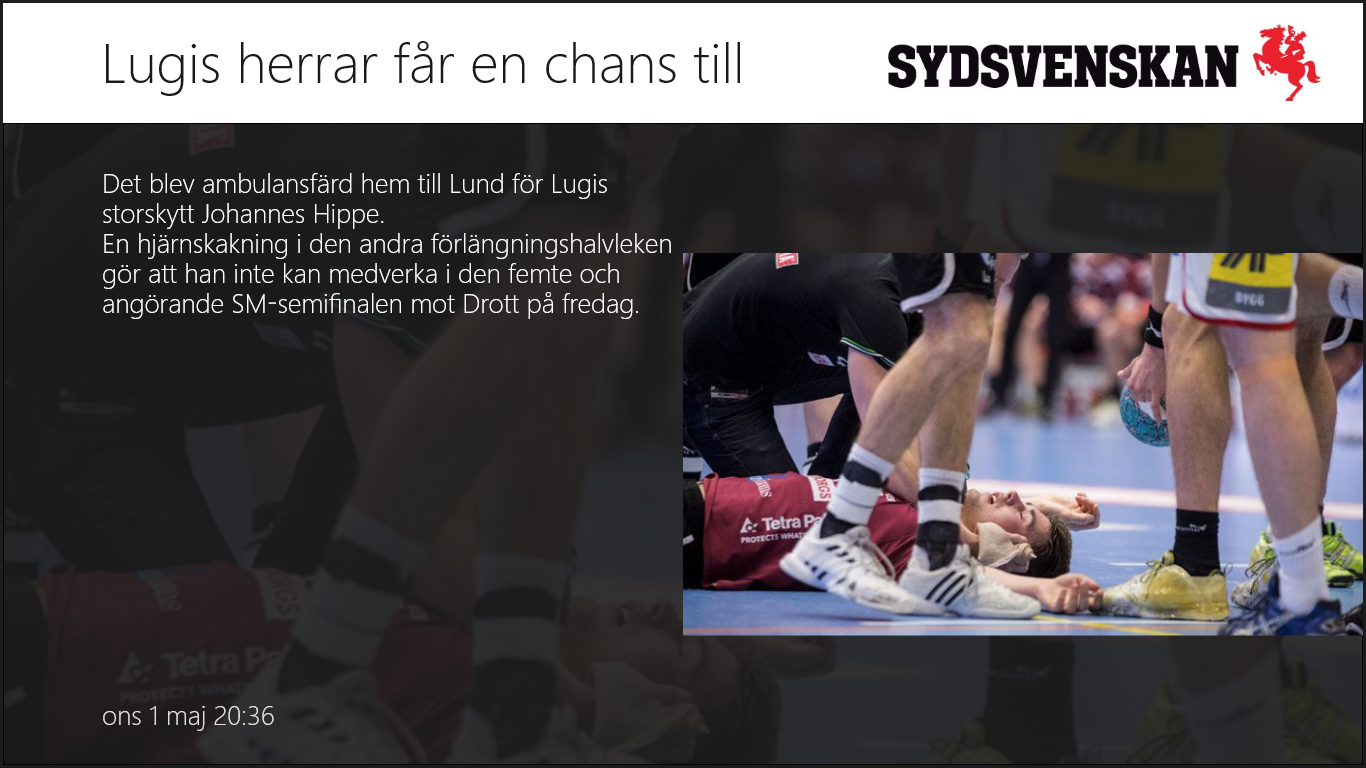 Lugis herrar får en chans till
SYDSVENSKAN
Det blev ambulansfärd hem till Lund för Lugis
storskytt Johannes Hippe.
En hjärnskakning i den andra förlängningshalvleken
gör att han inte kan medverka i den femte och
angörande SM-semifinalen mot Drott på fredag.
BYGG
Tetra Pa
PROTECTS WHAT
ons 1 maj 20:36